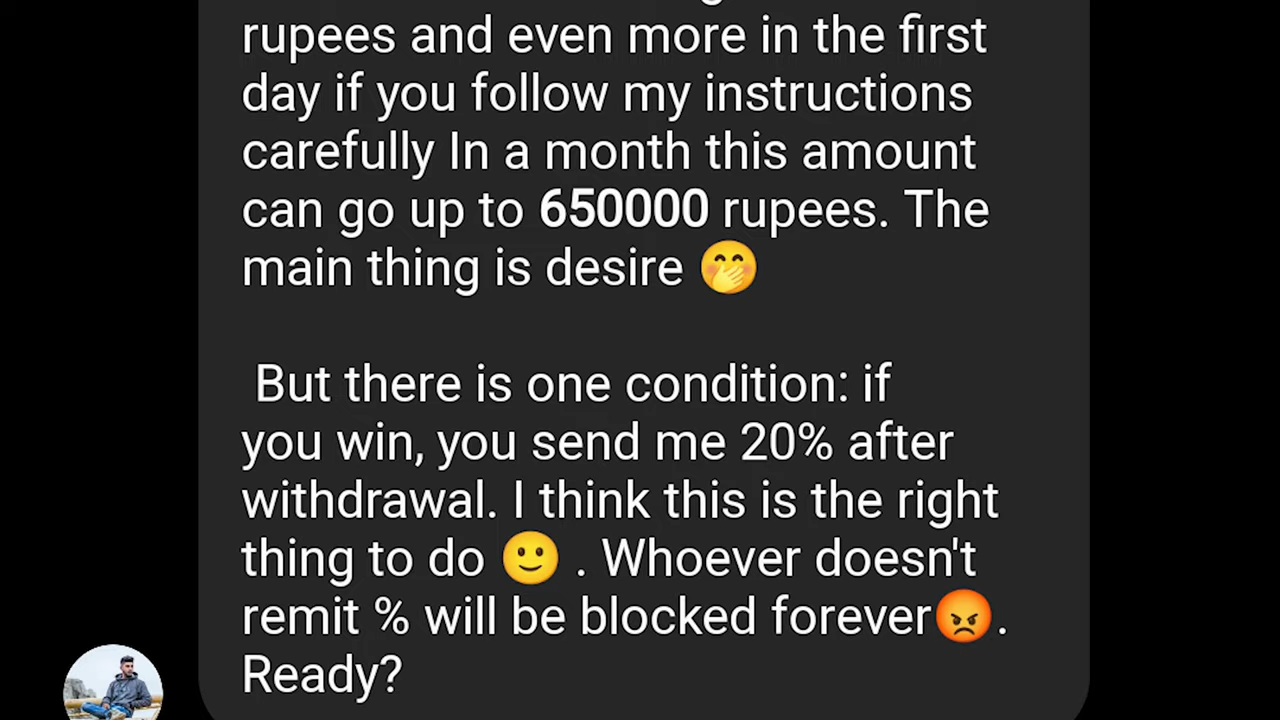 rupees and even more in the first
day if you follow my instructions
carefully In a month this amount
can go up to 650000 rupees. The
main thing is desire 🤭
But there is one condition: if
you win, you send me 20% after
withdrawal. I think this is the right
thing to do 🙂 . Whoever doesn't
remit % will be blocked forever😡.
Ready?